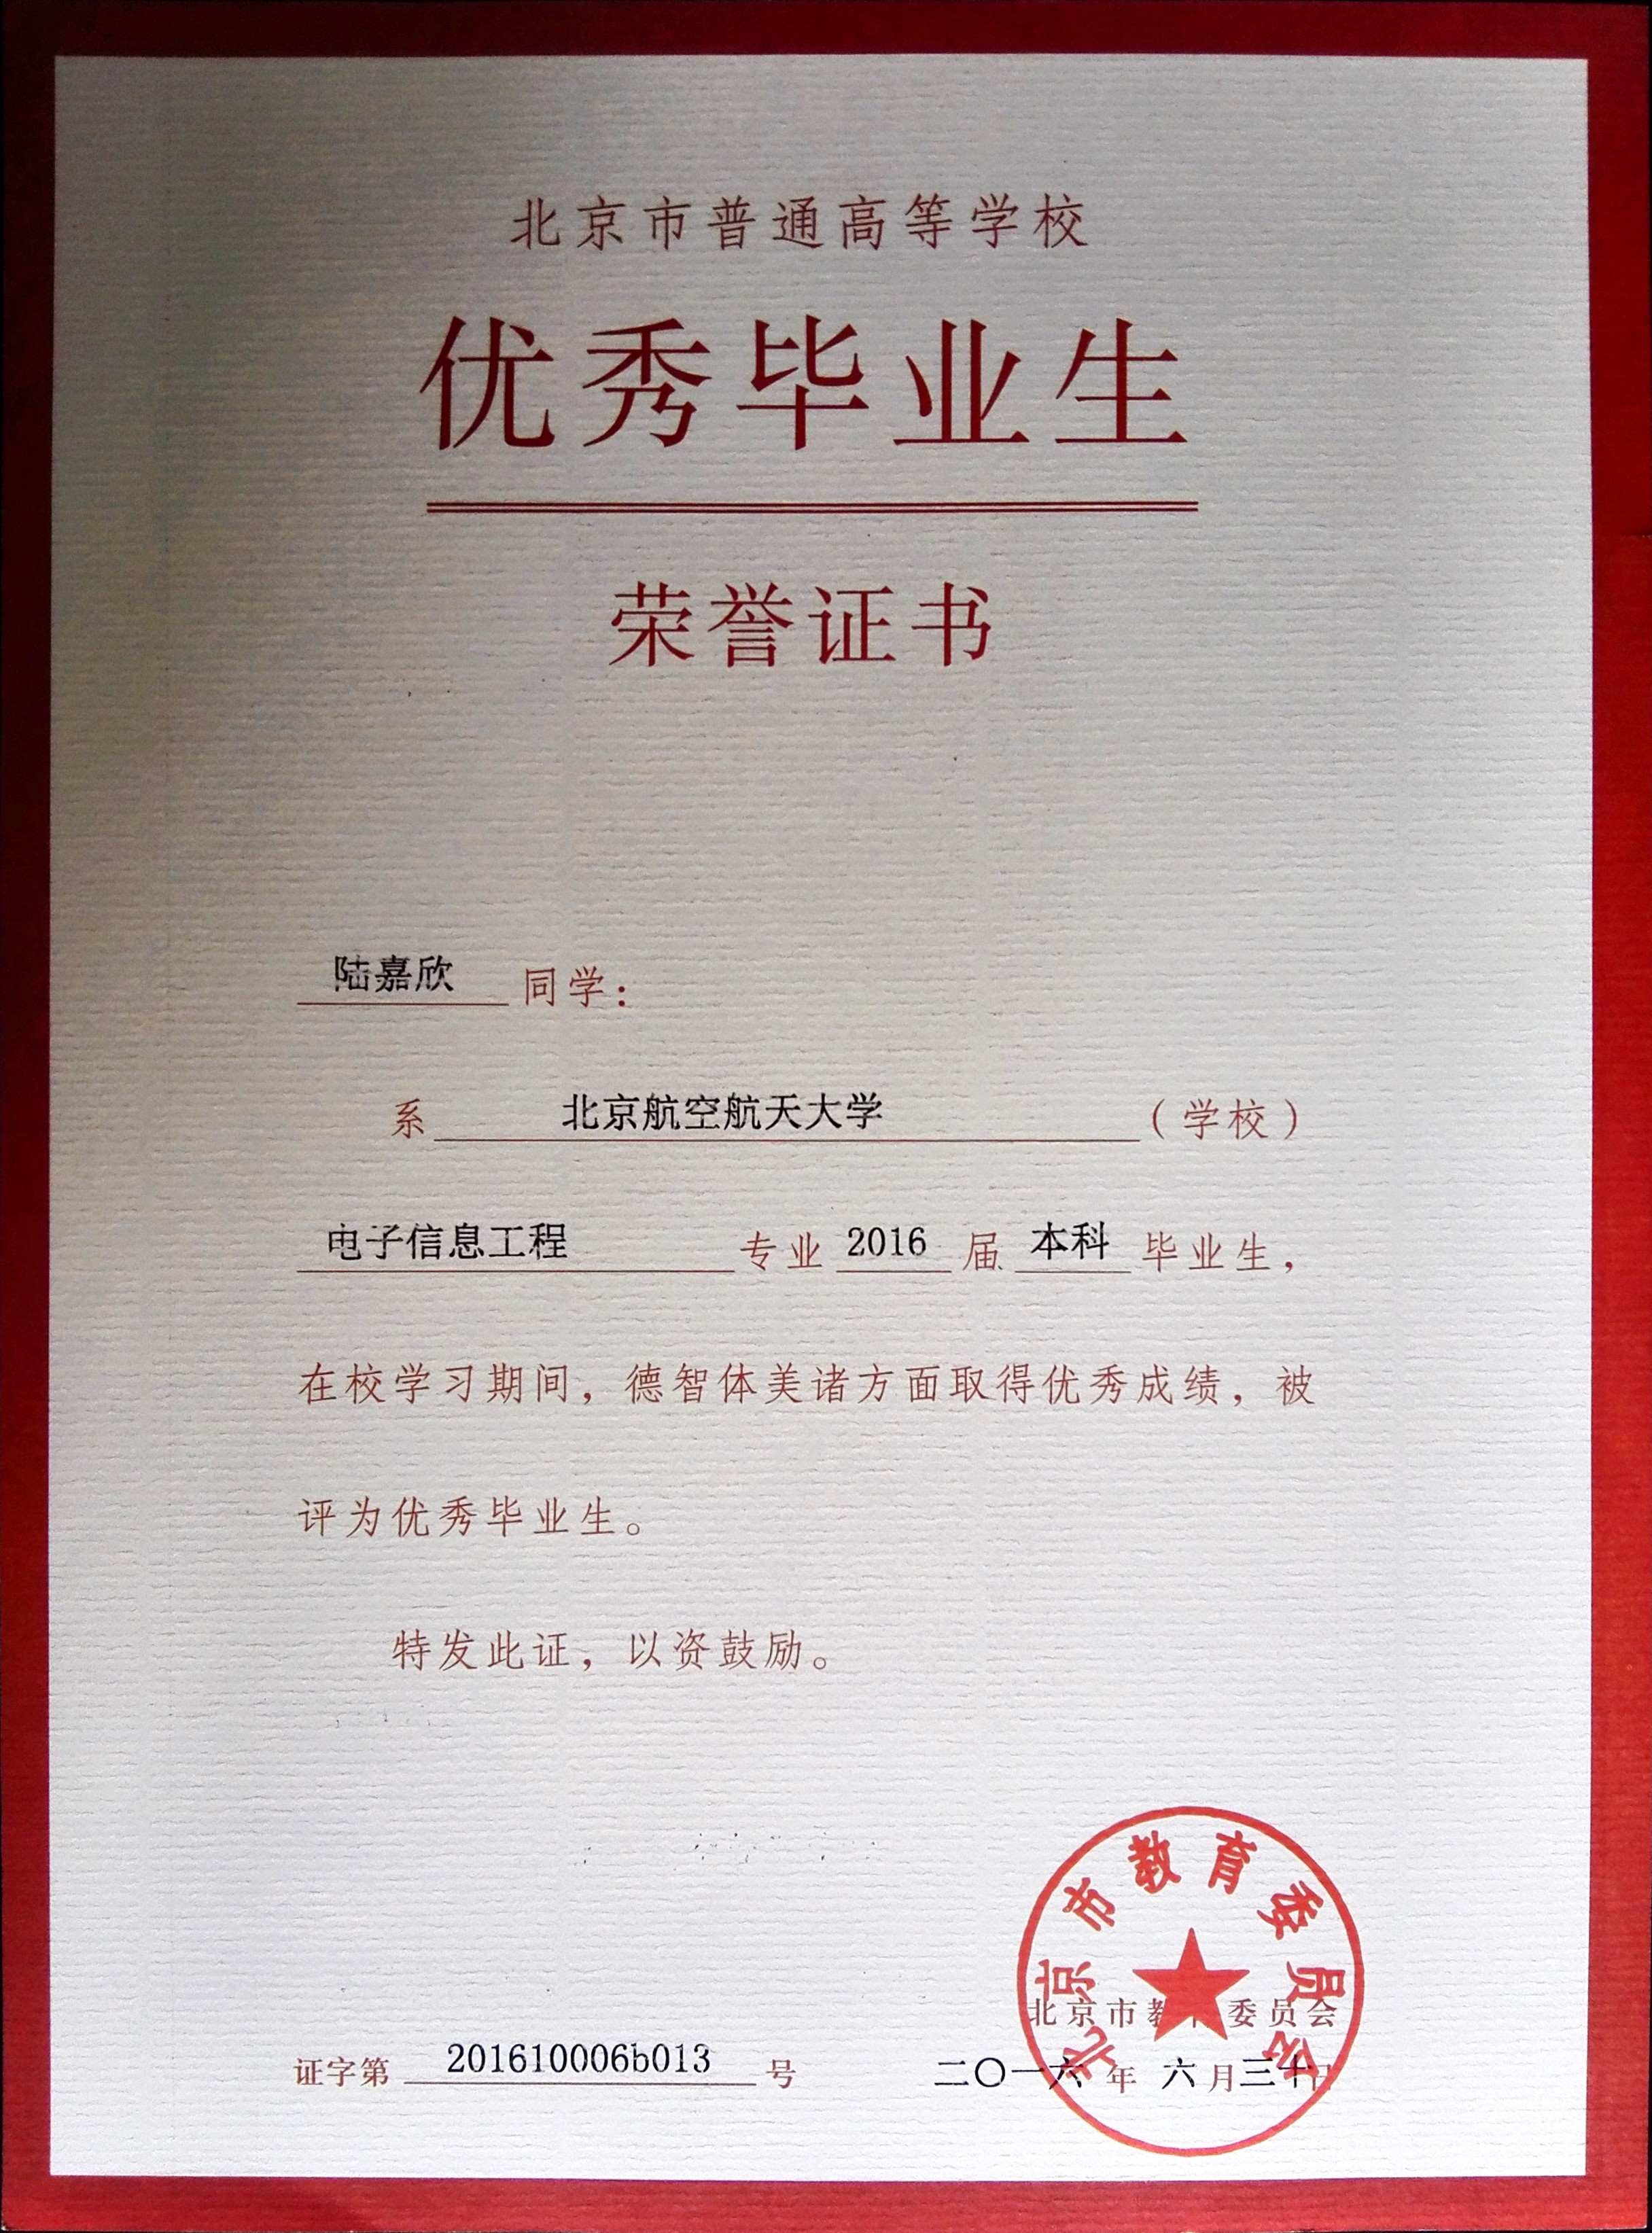 北京市普通高等学校
优秀毕业生
荣誉证书
陆嘉欣 同学：
系 北京航空航天大学 （学校）
电子信息工程 专业 2016 届 本科 毕业生，
在校学习期间，德智体美诸方面取得优秀成绩，被
评为优秀毕业生。
特发此证，以资鼓励。
北京市教育委员会
北京市教育委员会
证字第 201610006b013 号 二〇一六 年 六 月 三十日